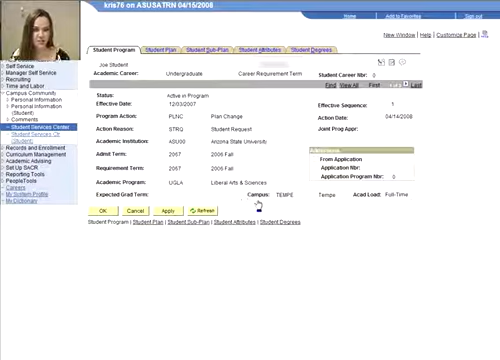 kris76 on ASUSATRN 04/15/2008
Home Add to Favorites Sign out
New Window | Help | Customize Page |
Student Program Student Plan Student Sub-Plan Student Attributes Student Degrees
Joe Student
Academic Career: Undergraduate Career Requirement Term Student Career Nbr: 0
Find View All First Last
Status: Active in Program
Effective Date: 12/03/2007 Effective Sequence: 1
Program Action: PLNC Plan Change Action Date: 04/14/2008
Action Reason: STRQ Student Request Joint Prog Appr:
Academic Institution: ASU00 Arizona State University
Admit Term: 2067 2006 Fall
From Application
Application Nbr:
Requirement Term: 2067 2006 Fall
Application Program Nbr: 0
Academic Program: UGLA Liberal Arts & Sciences
Expected Grad Term: Campus: TEMPE Tempe Acad Load: Full-Time
OK Cancel Apply Refresh
Student Program | Student Plan | Student Sub-Plan | Student Attributes | Student Degrees
Self Service
Manager Self Service
Recruiting
Time and Labor
Campus Community
Personal Information
Personal Information
(Student)
Comments
Student Services Center
Student Services Ctr
(Student)
Records and Enrollment
Curriculum Management
Academic Advising
Set Up SACR
Reporting Tools
PeopleTools
Careers
My System Profile
My Dictionary